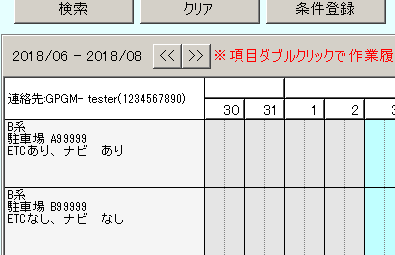 検索 クリア 条件登録
2018/06 - 2018/08 << >> ※項目ダブルクリックで作業履
連絡先:GPGM- tester(1234567890)
30 31 1 2
B系
駐車場 A99999
ETCあり、ナビ あり
B系
駐車場 B99999
ETCなし、ナビ なし